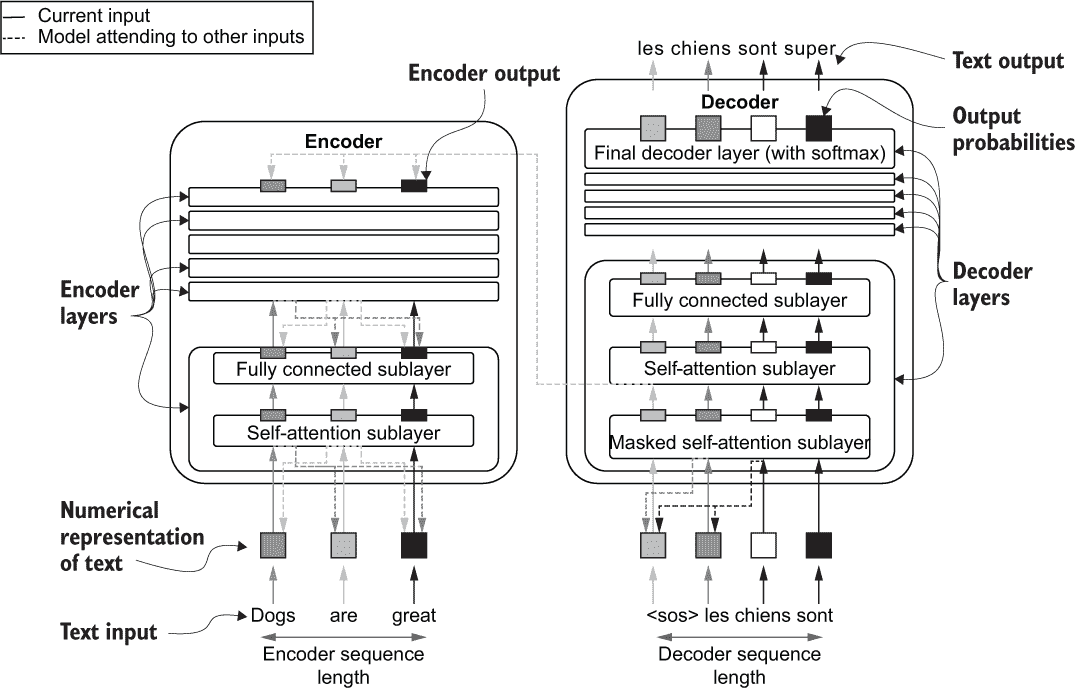 Current input
Model attending to other inputs
les chiens sont super
Text output
Encoder output
Decoder
Output
probabilities
Encoder
Final decoder layer (with softmax)
Encoder
layers
Decoder
layers
Fully connected sublayer
Self-attention sublayer
Masked self-attention sublayer
Fully connected sublayer
Self-attention sublayer
Numerical
representation
of text
Text input
Dogs are great
<sos> les chiens sont
Encoder sequence
length
Decoder sequence
length